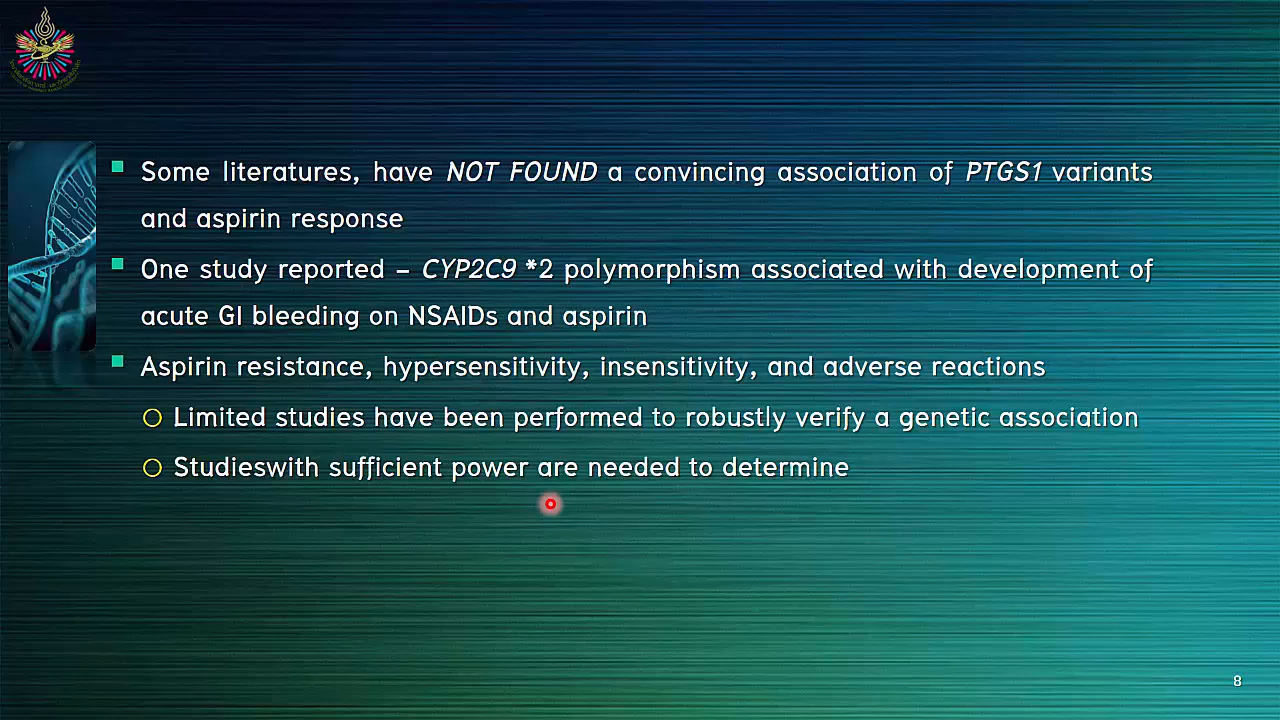 Some literatures, have NOT FOUND a convincing association of PTGS1 variants
and aspirin response
One study reported – CYP2C9 *2 polymorphism associated with development of
acute GI bleeding on NSAIDs and aspirin
Aspirin resistance, hypersensitivity, insensitivity, and adverse reactions
Limited studies have been performed to robustly verify a genetic association
Studieswith sufficient power are needed to determine
8